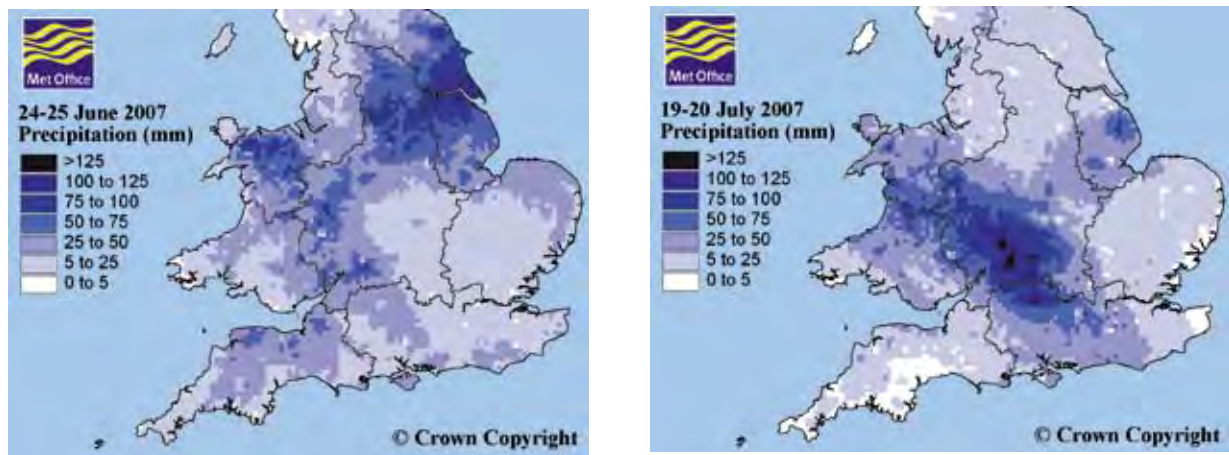 Met Office
24-25 June 2007
Precipitation (mm)
>125
100 to 125
75 to 100
50 to 75
25 to 50
5 to 25
0 to 5
© Crown Copyright
Met Office
19-20 July 2007
Precipitation (mm)
>125
100 to 125
75 to 100
50 to 75
25 to 50
5 to 25
0 to 5
© Crown Copyright